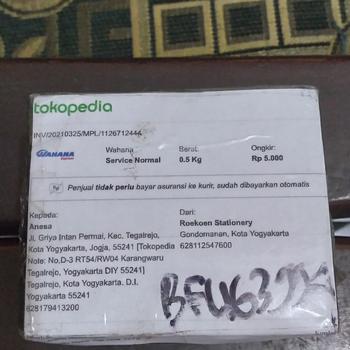 tokopedia
INV/20210325/MPL/1126712444
WAHANA
Wahana
Service Normal
Berat:
0.5 Kg
Ongkir:
Rp 5.000
Penjual tidak perlu bayar asuransi ke kurir, sudah dibayarkan otomatis
Kepada:
Anesa
Jl. Griya Intan Permai, Kec. Tegalrejo,
Kota Yogyakarta, Jogja, 55241 [Tokopedia
Note: No.D-3 RT54/RW04 Karangwaru
Tegalrejo, Yogyakarta DIY 55241]
Tegalrejo, Kota Yogyakarta. D.I.
Yogyakarta 55241
628179413200
Dari:
Roekoen Stationery
Gondomanan, Kota Yogyakarta
628112547600